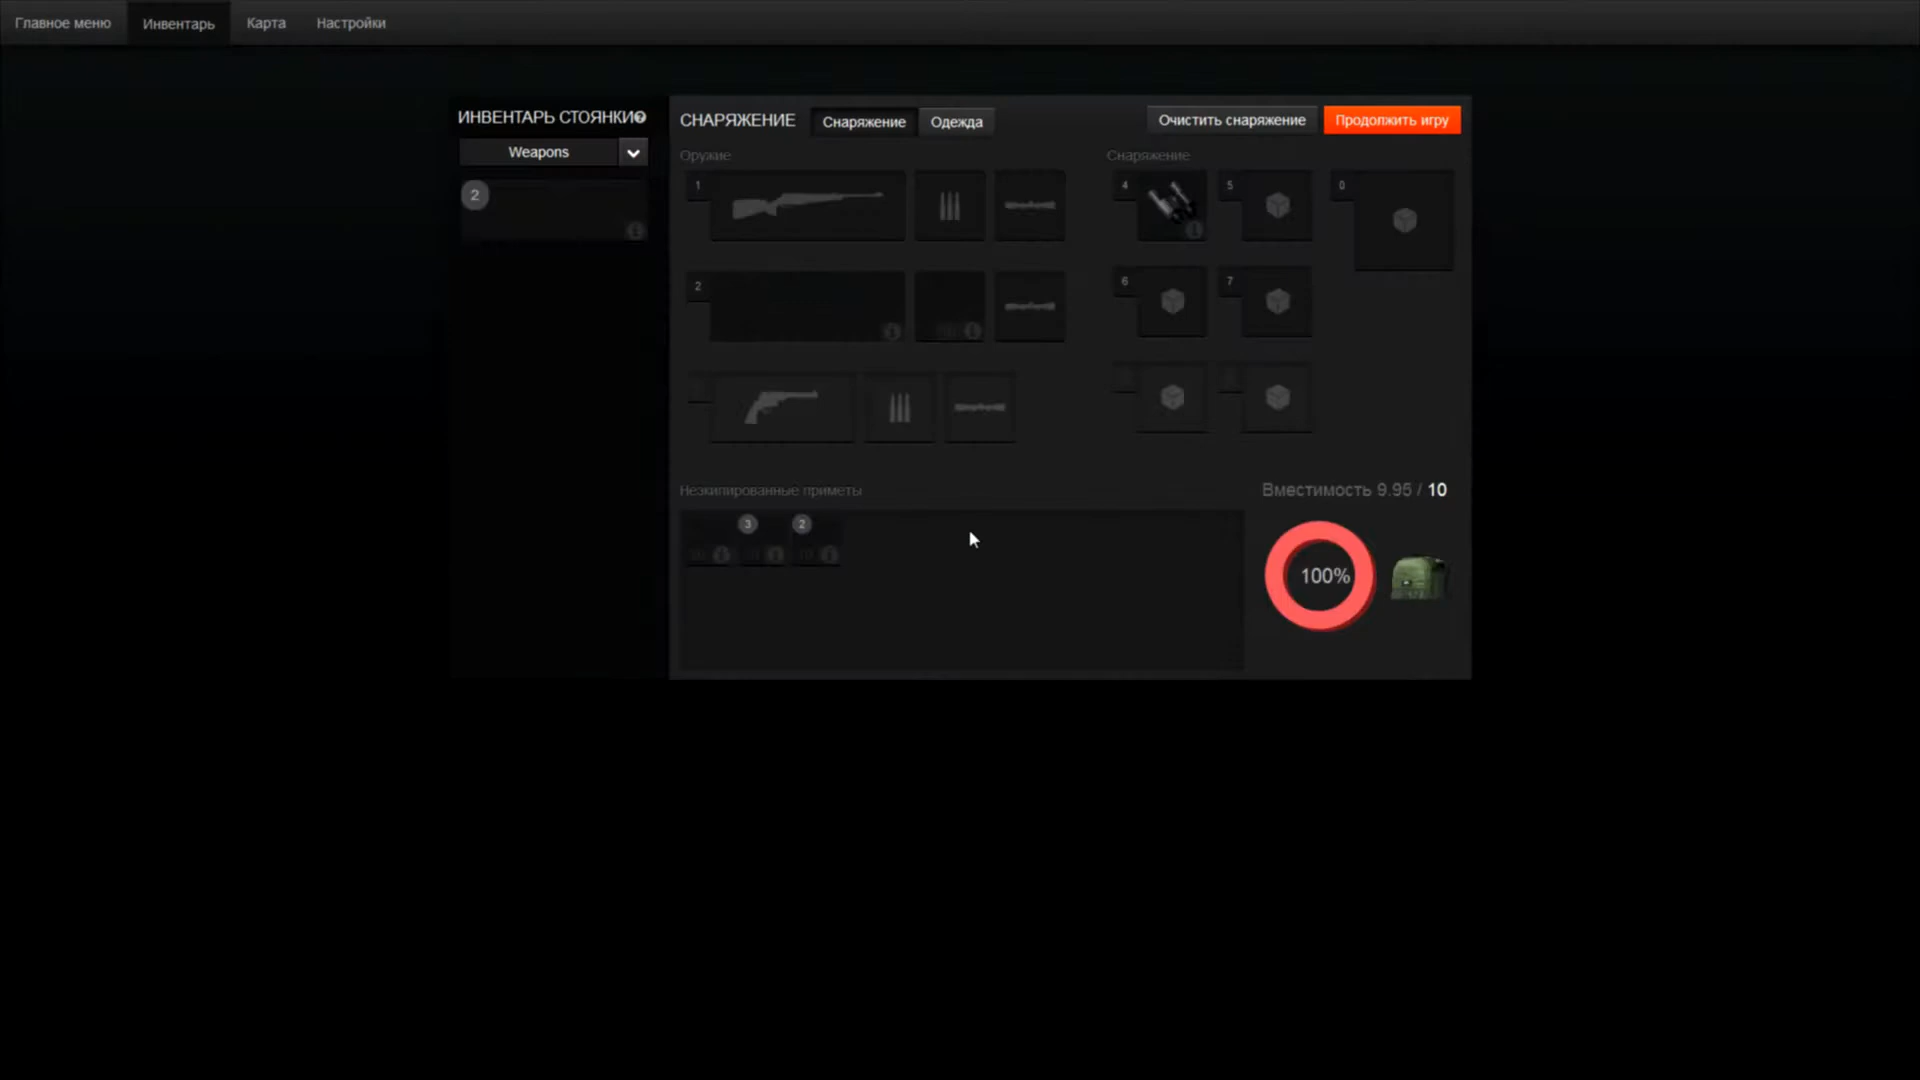 Главное меню
Инвентарь
Карта
Настройки
ИНВЕНТАРЬ СТОЯНКИ
Weapons
2
СНАРЯЖЕНИЕ
Снаряжение
Одежда
Очистить снаряжение
Продолжить игру
Оружие
Снаряжение
1
2
4
5
0
6
7
Неэкипированные приметы
3
2
Вместимость 9.95 / 10
100%